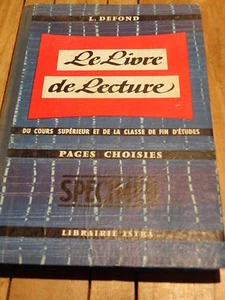 L. DEFOND
Le Livre
de Lecture
DU COURS SUPÉRIEUR ET DE LA CLASSE DE FIN D'ÉTUDES
PAGES CHOISIES
SPECIMEN
LIBRAIRIE ISTRA